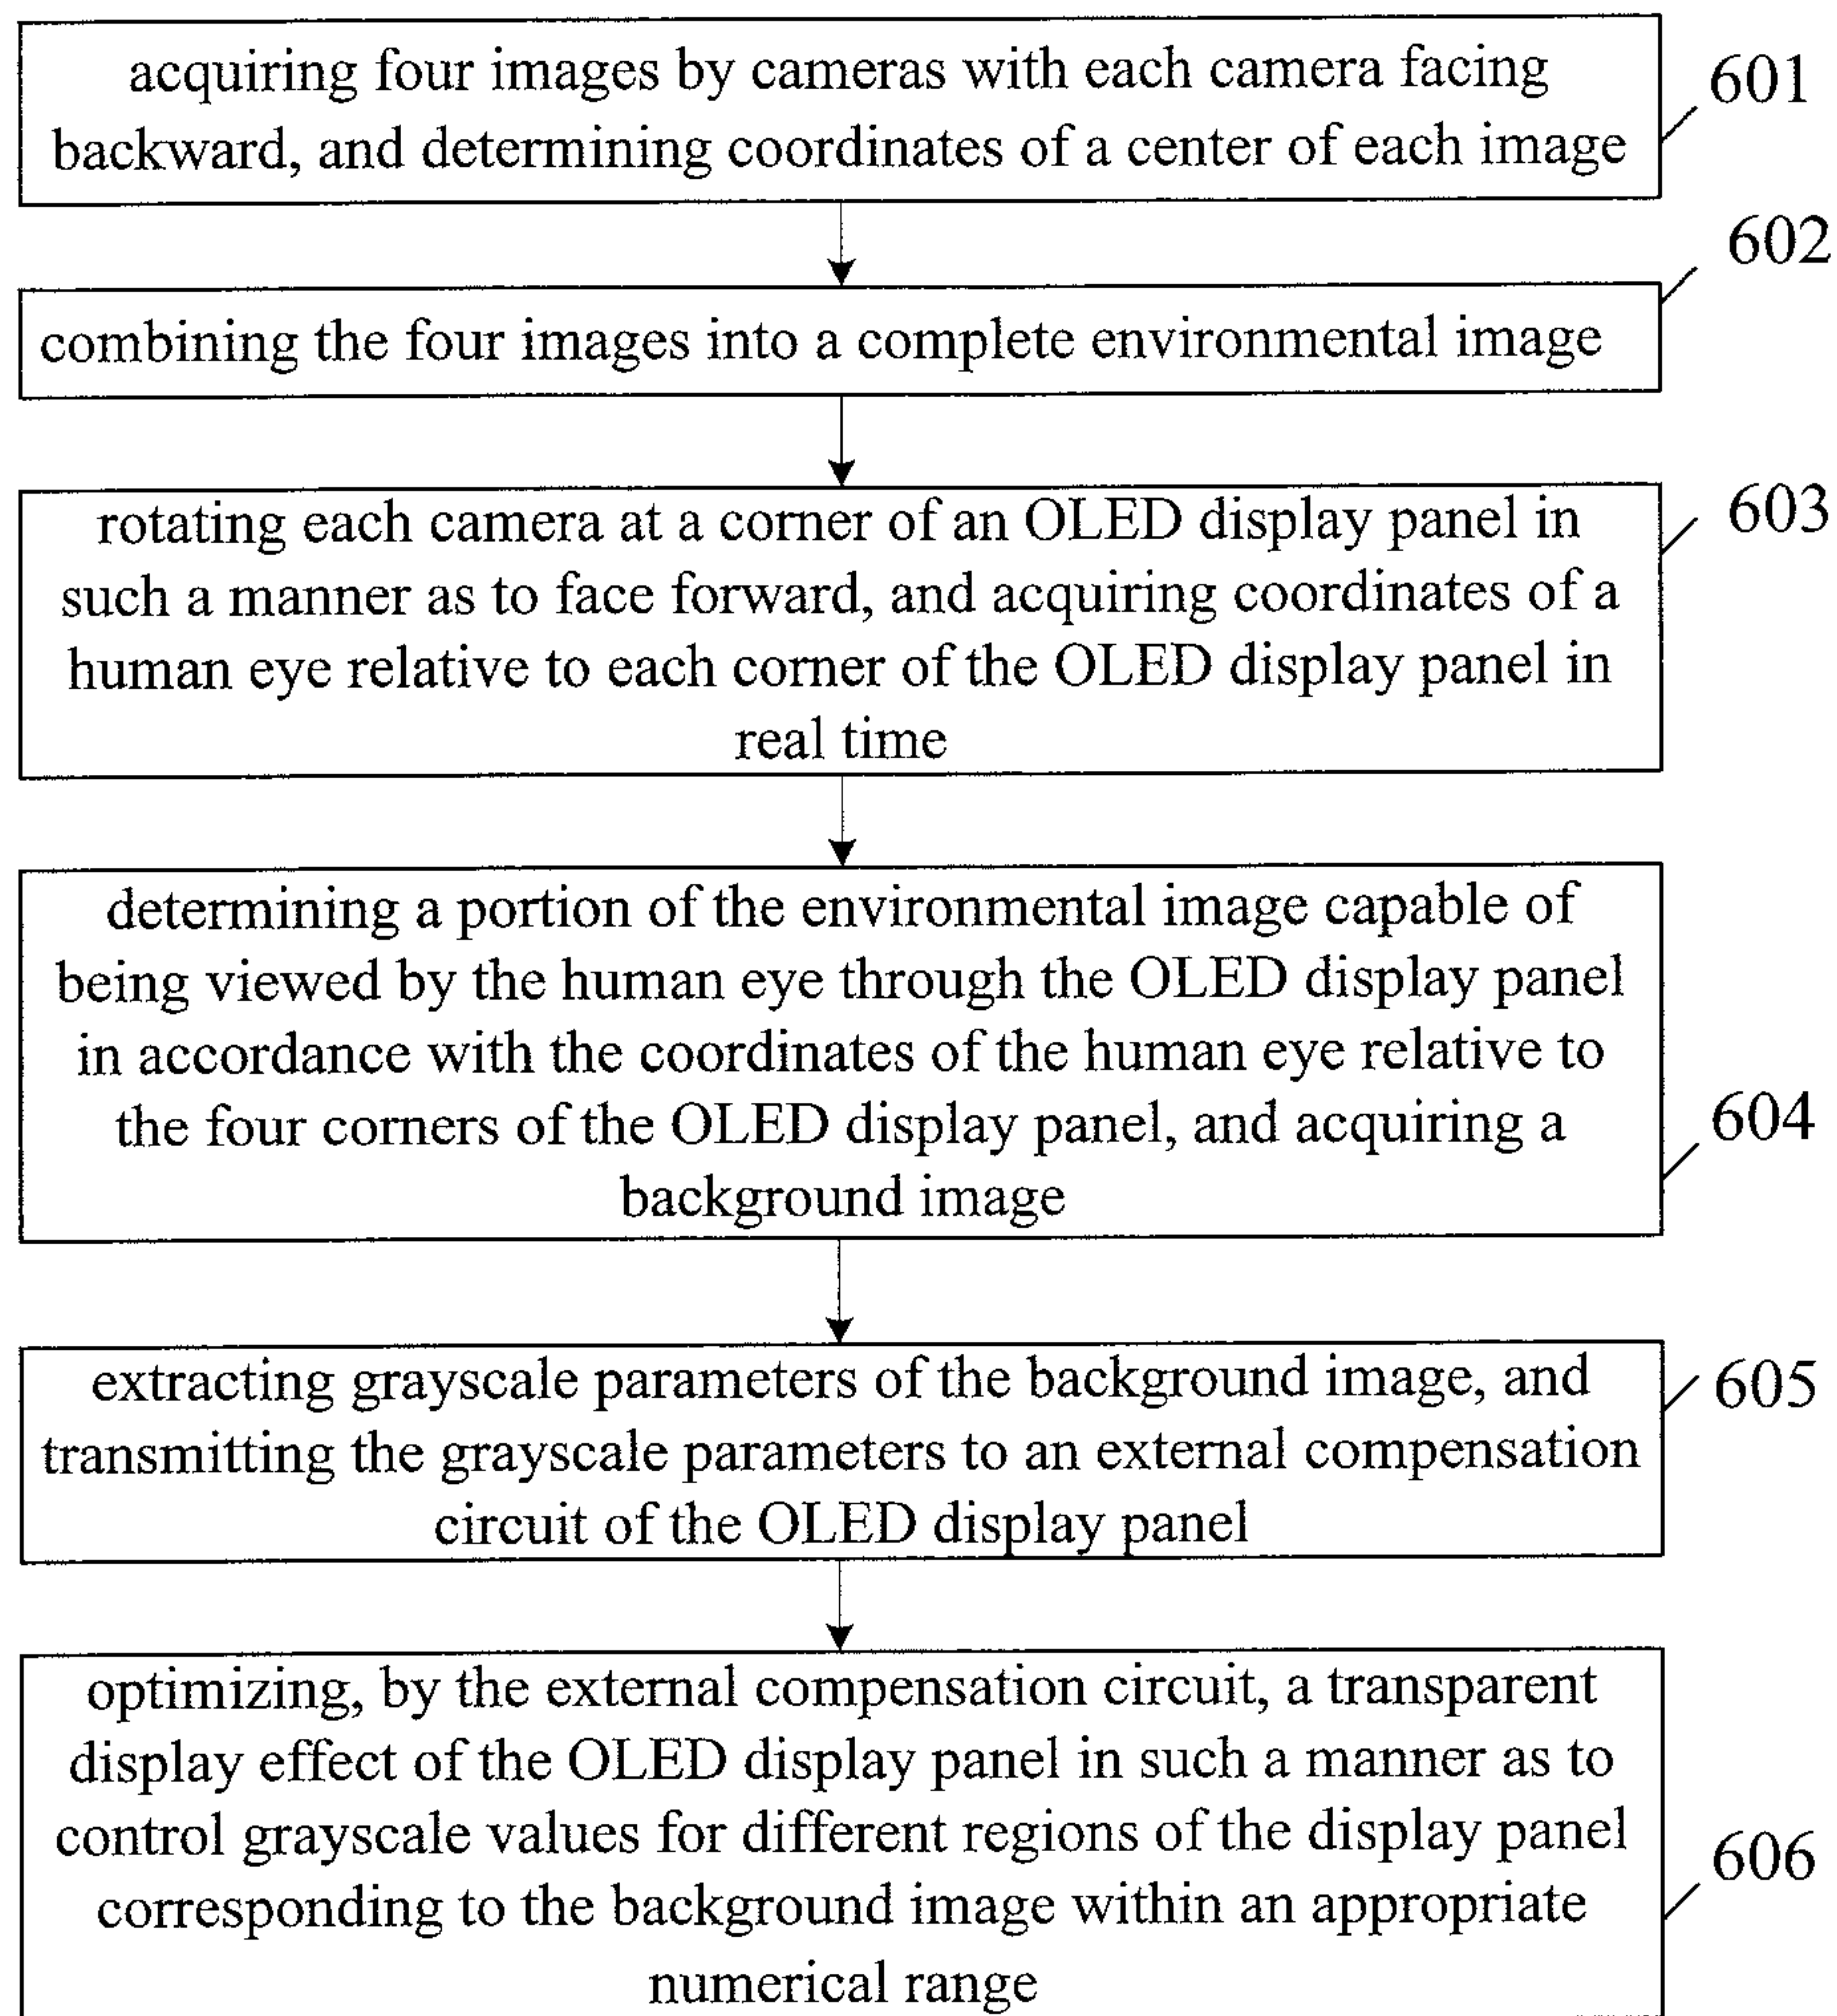 acquiring four images by cameras with each camera facing
backward, and determining coordinates of a center of each image
601
602
combining the four images into a complete environmental image
rotating each camera at a corner of an OLED display panel in
such a manner as to face forward, and acquiring coordinates of a
human eye relative to each corner of the OLED display panel in
real time
603
determining a portion of the environmental image capable of
being viewed by the human eye through the OLED display panel
in accordance with the coordinates of the human eye relative to
the four corners of the OLED display panel, and acquiring a
background image
604
extracting grayscale parameters of the background image, and
transmitting the grayscale parameters to an external compensation
circuit of the OLED display panel
605
optimizing, by the external compensation circuit, a transparent
display effect of the OLED display panel in such a manner as to
control grayscale values for different regions of the display panel
corresponding to the background image within an appropriate
numerical range
606